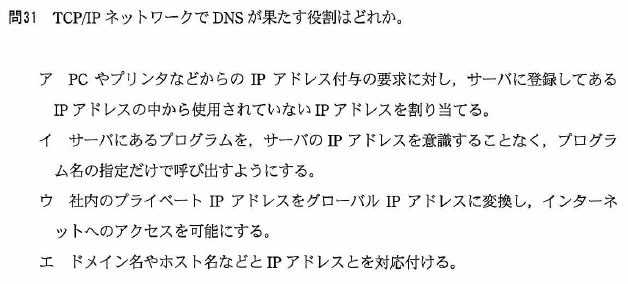 問31 TCP/IP ネットワークで DNS が果たす役割はどれか。
ア PC やプリンタなどからの IP アドレス付与の要求に対し，サーバに登録してある
IP アドレスの中から使用されていない IP アドレスを割り当てる。
イ サーバにあるプログラムを，サーバの IP アドレスを意識することなく，プログラ
ム名の指定だけで呼び出すようにする。
ウ 社内のプライベート IP アドレスをグローバル IP アドレスに変換し，インターネ
ットへのアクセスを可能にする。
エ ドメイン名やホスト名などと IP アドレスとを対応付ける。